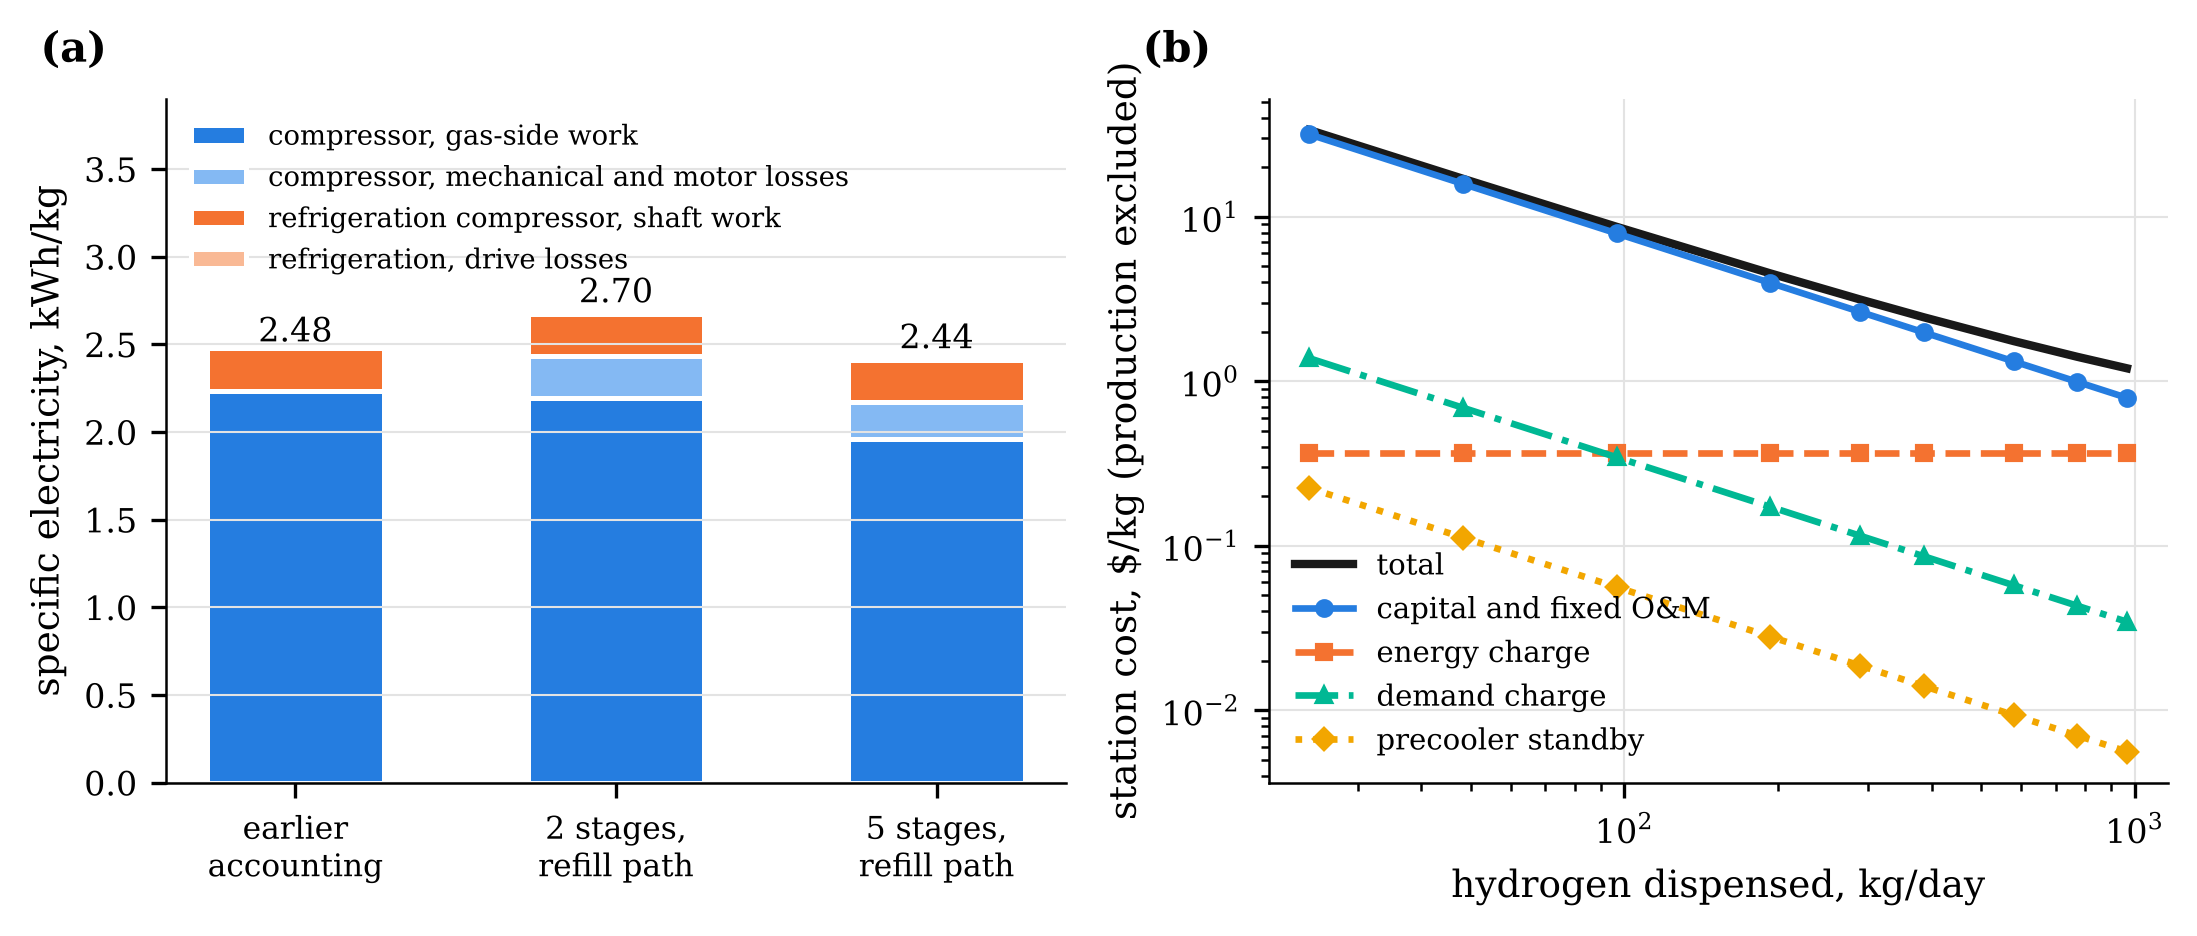 (a)
specific electricity, kWh/kg
3.5
3.0
2.5
2.0
1.5
1.0
0.5
0.0
compressor, gas-side work
compressor, mechanical and motor losses
refrigeration compressor, shaft work
refrigeration, drive losses
2.48
2.70
2.44
earlier
accounting
2 stages,
refill path
5 stages,
refill path
(b)
station cost, $/kg (production excluded)
10¹
10⁰
10⁻¹
10⁻²
total
capital and fixed O&M
energy charge
demand charge
precooler standby
10²
10³
hydrogen dispensed, kg/day